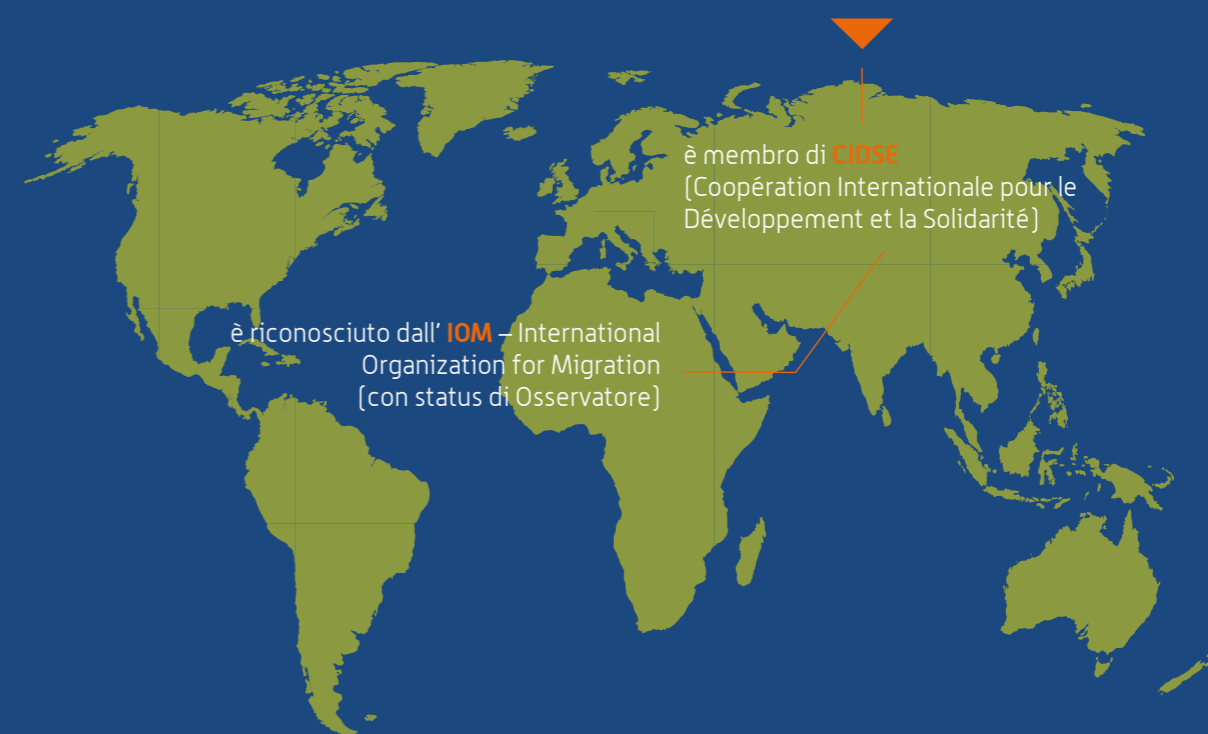 è membro di CIDSE
(Coopération Internationale pour le
Développement et la Solidarité)
è riconosciuto dall' IOM – International
Organization for Migration
(con status di Osservatore)